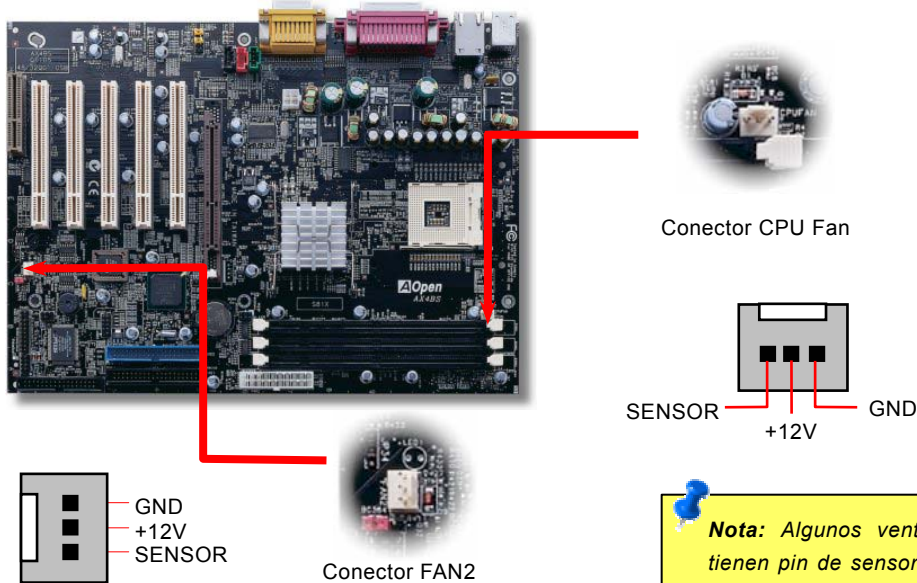 AOpen
AX4BS
Conector CPU Fan
CPUFAN
SENSOR
+12V
GND
GND
+12V
SENSOR
Conector FAN2
Nota: Algunos vent
tienen pin de sensor